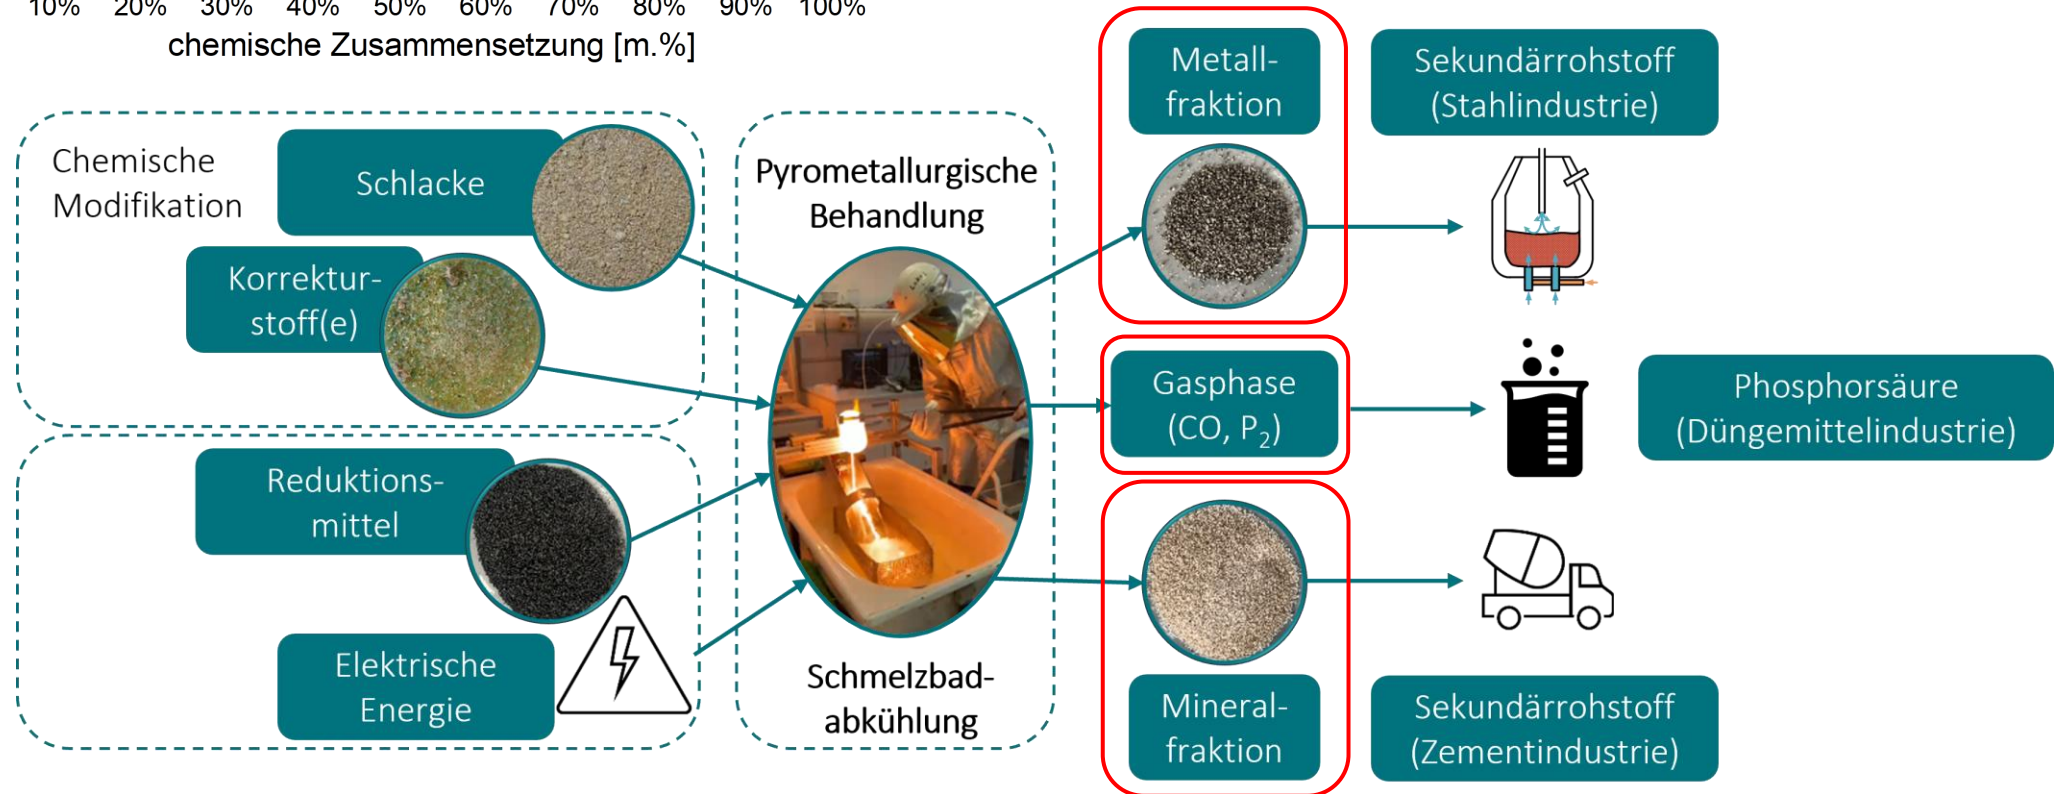 10% 20% 30% 40% 50% 60% 70% 80% 90% 100%
chemische Zusammensetzung [m.%]
Chemische
Modifikation
Schlacke
Korrektur-
stoff(e)
Reduktions-
mittel
Elektrische
Energie
Pyrometallurgische
Behandlung
Schmelzbad-
abkühlung
Metall-
fraktion
Sekundärrohstoff
(Stahlindustrie)
Gasphase
(CO, P₂)
Phosphorsäure
(Düngemittelindustrie)
Mineral-
fraktion
Sekundärrohstoff
(Zementindustrie)